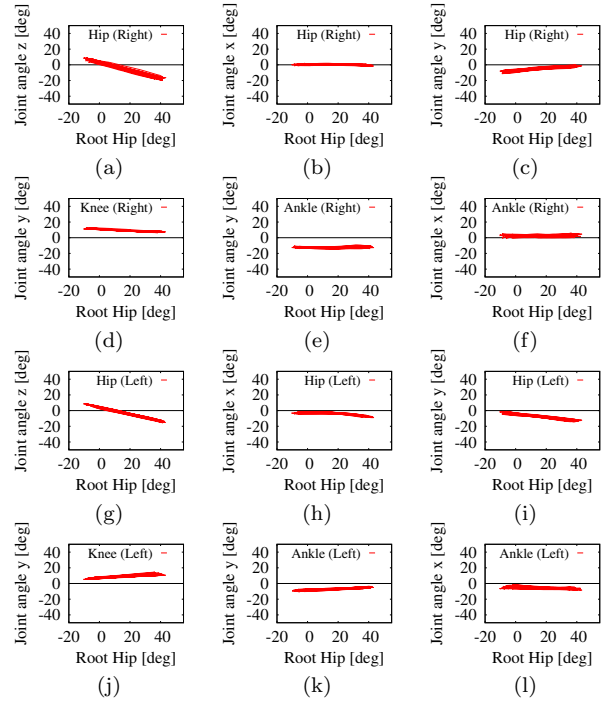 Joint angle z [deg]
40
20
0
-20
-40
Hip (Right)
-20 0 20 40
Root Hip [deg]
(a)
Joint angle x [deg]
40
20
0
-20
-40
Hip (Right)
-20 0 20 40
Root Hip [deg]
(b)
Joint angle y [deg]
40
20
0
-20
-40
Hip (Right)
-20 0 20 40
Root Hip [deg]
(c)
Joint angle y [deg]
40
20
0
-20
-40
Knee (Right)
-20 0 20 40
Root Hip [deg]
(d)
Joint angle y [deg]
40
20
0
-20
-40
Ankle (Right)
-20 0 20 40
Root Hip [deg]
(e)
Joint angle x [deg]
40
20
0
-20
-40
Ankle (Right)
-20 0 20 40
Root Hip [deg]
(f)
Joint angle z [deg]
40
20
0
-20
-40
Hip (Left)
-20 0 20 40
Root Hip [deg]
(g)
Joint angle x [deg]
40
20
0
-20
-40
Hip (Left)
-20 0 20 40
Root Hip [deg]
(h)
Joint angle y [deg]
40
20
0
-20
-40
Hip (Left)
-20 0 20 40
Root Hip [deg]
(i)
Joint angle y [deg]
40
20
0
-20
-40
Knee (Left)
-20 0 20 40
Root Hip [deg]
(j)
Joint angle y [deg]
40
20
0
-20
-40
Ankle (Left)
-20 0 20 40
Root Hip [deg]
(k)
Joint angle x [deg]
40
20
0
-20
-40
Ankle (Left)
-20 0 20 40
Root Hip [deg]
(l)